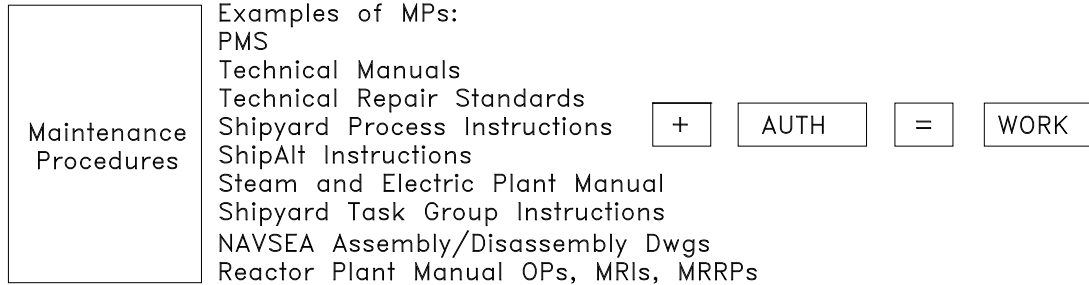 Maintenance
Procedures
Examples of MPs:
PMS
Technical Manuals
Technical Repair Standards
Shipyard Process Instructions
ShipAlt Instructions
Steam and Electric Plant Manual
Shipyard Task Group Instructions
NAVSEA Assembly/Disassembly Dwgs
Reactor Plant Manual OPs, MRIs, MRRPs
+ AUTH = WORK